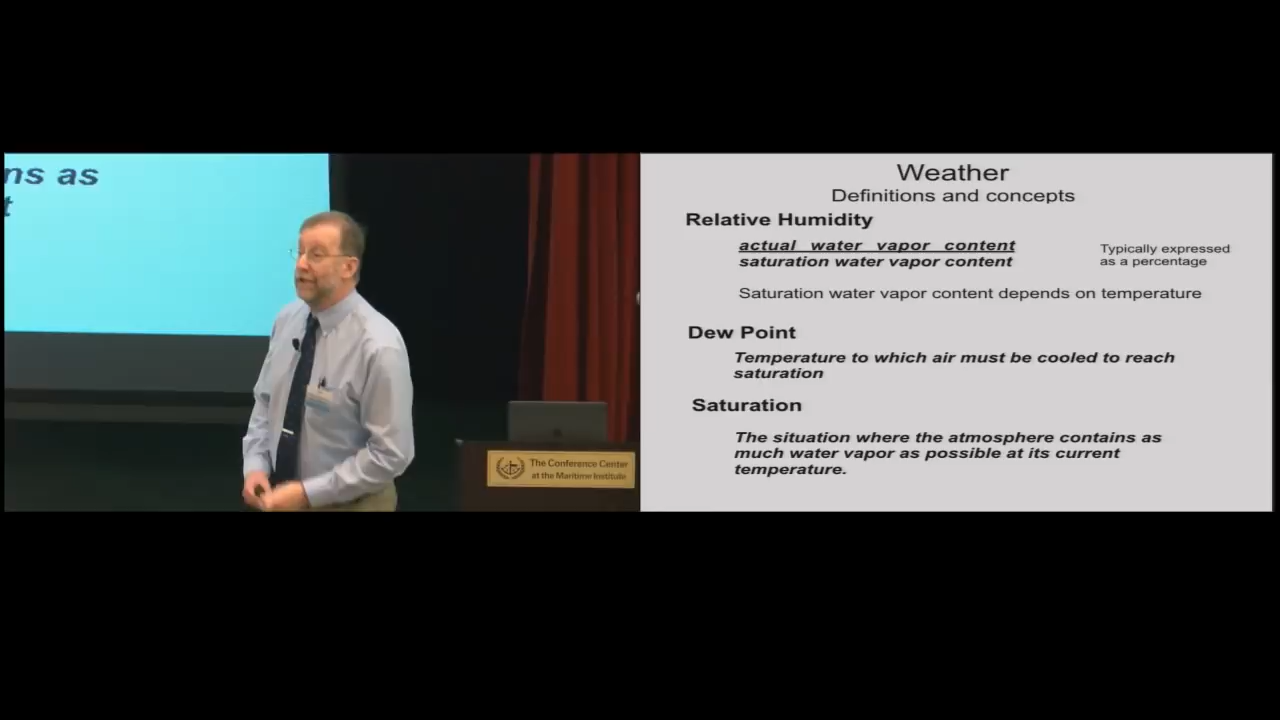 ns as
t
The Conference Center
at the Maritime Institute
Weather
Definitions and concepts
Relative Humidity
actual water vapor content
saturation water vapor content
Typically expressed
as a percentage
Saturation water vapor content depends on temperature
Dew Point
Temperature to which air must be cooled to reach
saturation
Saturation
The situation where the atmosphere contains as
much water vapor as possible at its current
temperature.